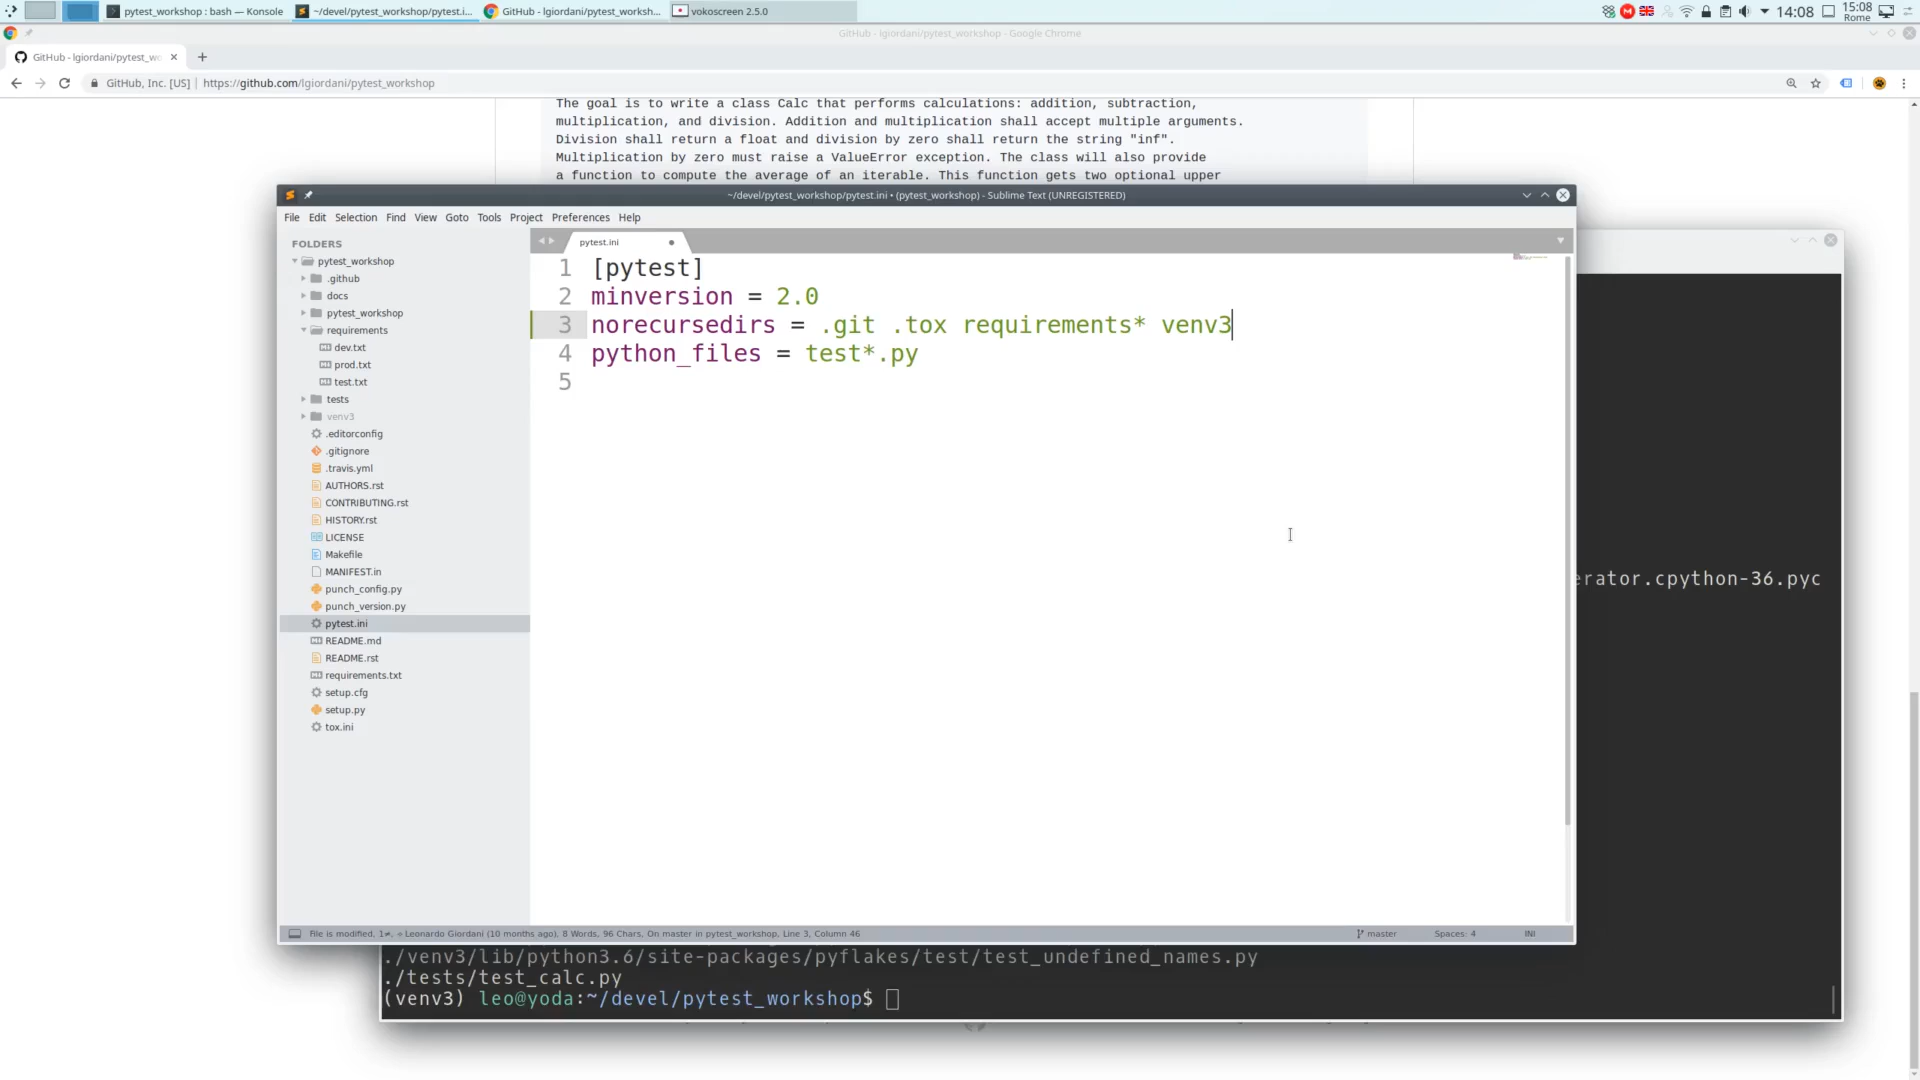 pytest_workshop : bash — Konsole
~/devel/pytest_workshop/pytest.i...
GitHub - lgiordani/pytest_worksh...
vokoscreen 2.5.0
14:08
15:08
Rome
GitHub - lgiordani/pytest_workshop - Google Chrome
GitHub - lgiordani/pytest_wo
GitHub, Inc. [US] | https://github.com/lgiordani/pytest_workshop
The goal is to write a class Calc that performs calculations: addition, subtraction,
multiplication, and division. Addition and multiplication shall accept multiple arguments.
Division shall return a float and division by zero shall return the string "inf".
Multiplication by zero must raise a ValueError exception. The class will also provide
a function to compute the average of an iterable. This function gets two optional upper
~/devel/pytest_workshop/pytest.ini • (pytest_workshop) - Sublime Text (UNREGISTERED)
File Edit Selection Find View Goto Tools Project Preferences Help
FOLDERS
pytest_workshop
.github
docs
pytest_workshop
requirements
dev.txt
prod.txt
test.txt
tests
venv3
.editorconfig
.gitignore
.travis.yml
AUTHORS.rst
CONTRIBUTING.rst
HISTORY.rst
LICENSE
Makefile
MANIFEST.in
punch_config.py
punch_version.py
pytest.ini
README.md
README.rst
requirements.txt
setup.cfg
setup.py
tox.ini
pytest.ini
1 [pytest]
2 minversion = 2.0
3 norecursedirs = .git .tox requirements* venv3
4 python_files = test*.py
5
File is modified, 1≠, Leonardo Giordani (10 months ago), 8 Words, 96 Chars, On master in pytest_workshop, Line 3, Column 46
master
Spaces: 4
INI
erator.cpython-36.pyc
./venv3/lib/python3.6/site-packages/pyflakes/test/test_undefined_names.py
./tests/test_calc.py
(venv3) leo@yoda:~/devel/pytest_workshop$